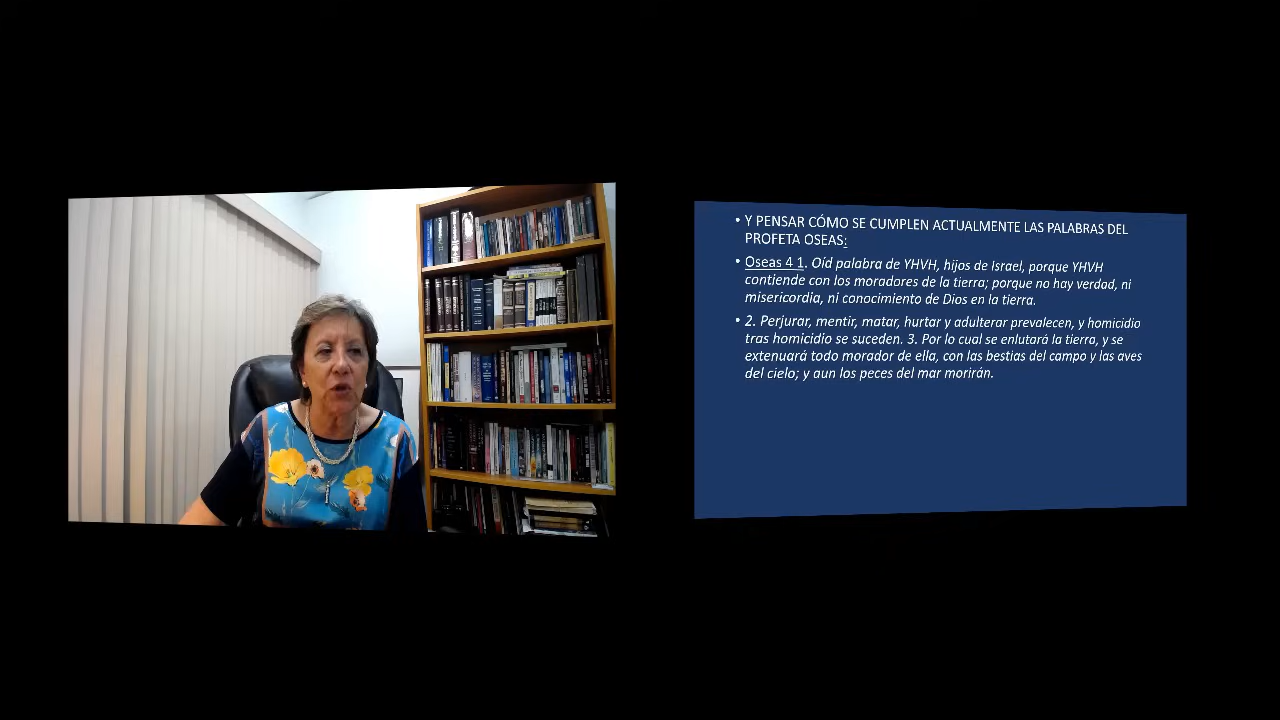 • Y PENSAR CÓMO SE CUMPLEN ACTUALMENTE LAS PALABRAS DEL
PROFETA OSEAS:
• Oseas 4 1. Oíd palabra de YHVH, hijos de Israel, porque YHVH
contiende con los moradores de la tierra; porque no hay verdad, ni
misericordia, ni conocimiento de Dios en la tierra.
• 2. Perjurar, mentir, matar, hurtar y adulterar prevalecen, y homicidio
tras homicidio se suceden. 3. Por lo cual se enlutará la tierra, y se
extenuará todo morador de ella, con las bestias del campo y las aves
del cielo; y aun los peces del mar morirán.